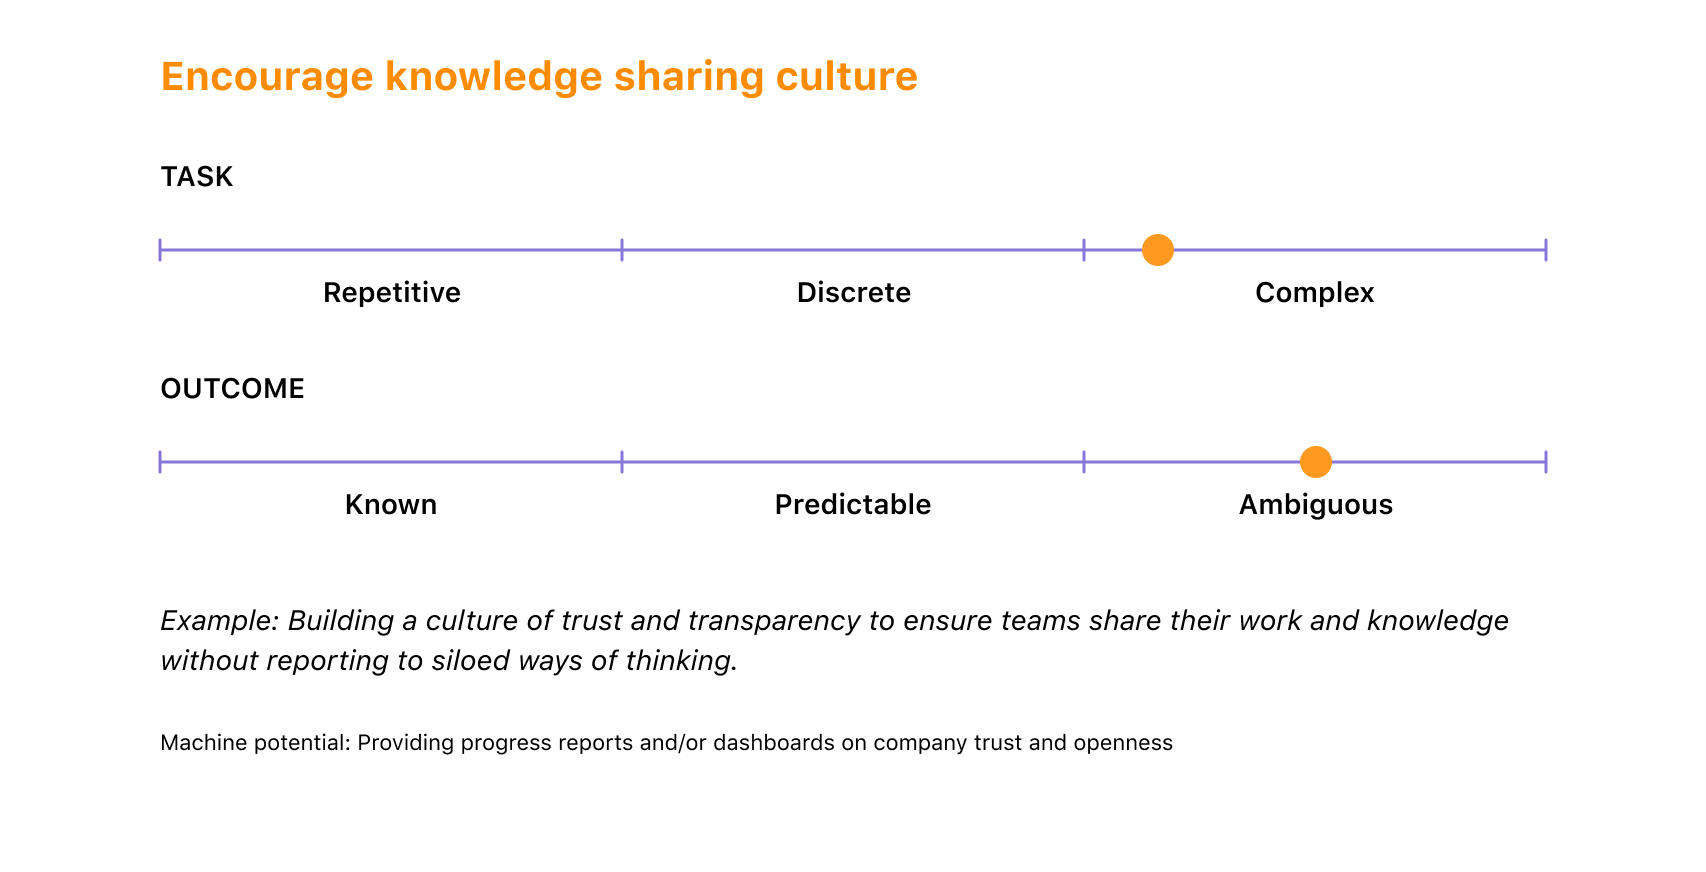 Encourage knowledge sharing culture
TASK
Repetitive Discrete Complex
OUTCOME
Known Predictable Ambiguous
Example: Building a culture of trust and transparency to ensure teams share their work and knowledge
without reporting to siloed ways of thinking.
Machine potential: Providing progress reports and/or dashboards on company trust and openness